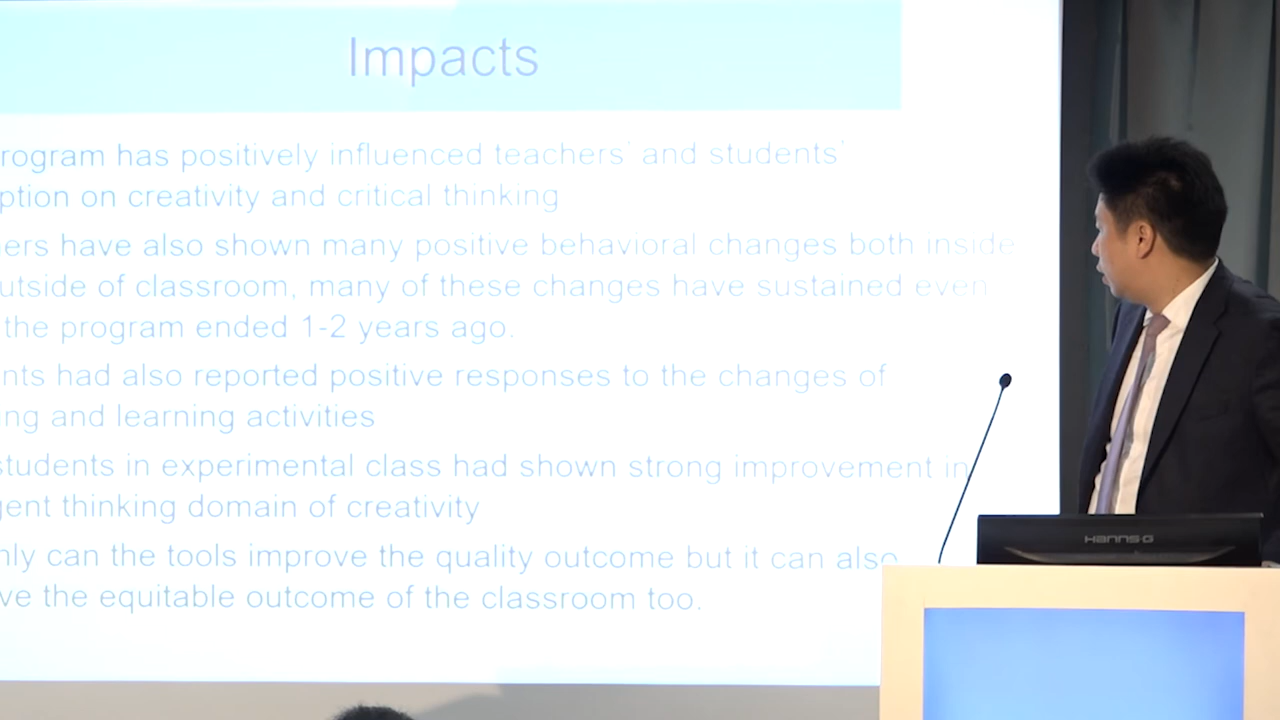 Impacts
rogram has positively influenced teachers' and students'
ption on creativity and critical thinking
ers have also shown many positive behavioral changes both inside
utside of classroom, many of these changes have sustained even
the program ended 1-2 years ago.
nts had also reported positive responses to the changes of
ing and learning activities
students in experimental class had shown strong improvement in
gent thinking domain of creativity
nly can the tools improve the quality outcome but it can also
ve the equitable outcome of the classroom too.
HANNS-G